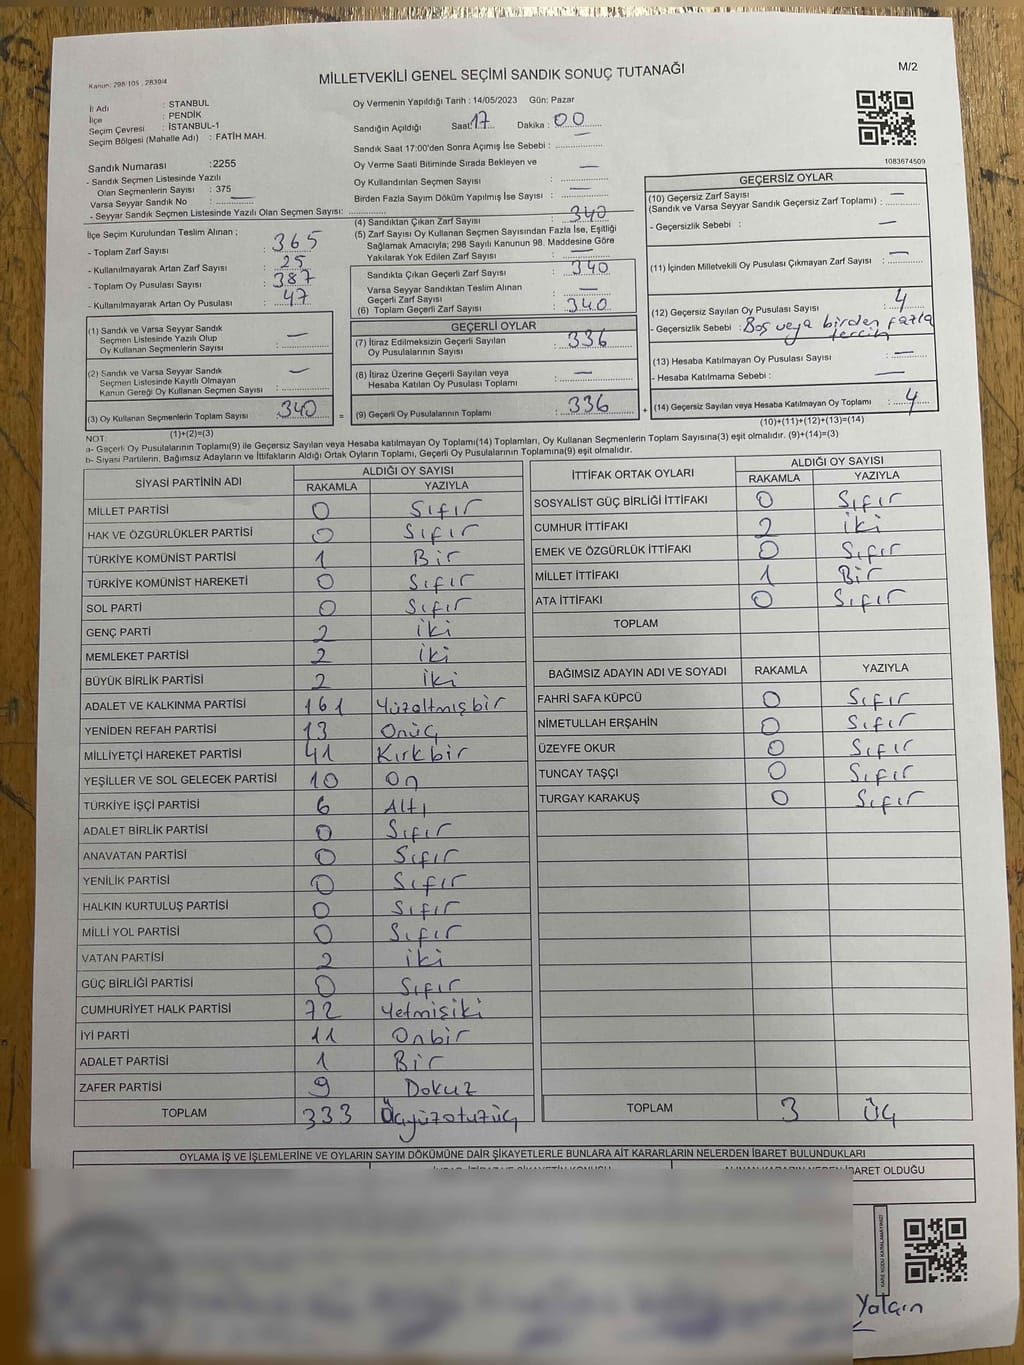 Kanun: 298/105 , 2839/4
MİLLETVEKİLİ GENEL SEÇİMİ SANDIK SONUÇ TUTANAĞI
M/2
İl Adı : STANBUL
İlçe : PENDİK
Seçim Çevresi : İSTANBUL-1
Seçim Bölgesi (Mahalle Adı) : FATİH MAH.
Oy Vermenin Yapıldığı Tarih : 14/05/2023 Gün: Pazar
Sandığın Açıldığı Saat: 17 Dakika : 00
Sandık Saat 17:00'den Sonra Açımış İse Sebebi :
Oy Verme Saati Bitiminde Sırada Bekleyen ve
Oy Kullandırılan Seçmen Sayısı : —
Birden Fazla Sayım Döküm Yapılmış İse Sayısı : —
1083674509
Sandık Numarası :2255
- Sandık Seçmen Listesinde Yazılı
Olan Seçmenlerin Sayısı : 375
Varsa Seyyar Sandık No : —
- Seyyar Sandık Seçmen Listesinde Yazılı Olan Seçmen Sayısı:
İlçe Seçim Kurulundan Teslim Alınan ;
- Toplam Zarf Sayısı : 365
- Kullanılmayarak Artan Zarf Sayısı : 25
- Toplam Oy Pusulası Sayısı : 387
- Kullanılmayarak Artan Oy Pusulası : 47
(1) Sandık ve Varsa Seyyar Sandık
Seçmen Listesinde Yazılı Olup
Oy Kullanan Seçmenlerin Sayısı : —
(2) Sandık ve Varsa Seyyar Sandık
Seçmen Listesinde Kayıtlı Olmayan
Kanun Gereği Oy Kullanan Seçmen Sayısı : —
(3) Oy Kullanan Seçmenlerin Toplam Sayısı : 340 =
(1)+(2)=(3)
(4) Sandıktan Çıkan Zarf Sayısı : 340
(5) Zarf Sayısı Oy Kullanan Seçmen Sayısından Fazla İse, Eşitliği
Sağlamak Amacıyla; 298 Sayılı Kanunun 98. Maddesine Göre
Yakılarak Yok Edilen Zarf Sayısı : —
Sandıkta Çıkan Geçerli Zarf Sayısı : 340
Varsa Seyyar Sandıktan Teslim Alınan
Geçerli Zarf Sayısı : —
(6) Toplam Geçerli Zarf Sayısı : 340
GEÇERLİ OYLAR
(7) İtiraz Edilmeksizin Geçerli Sayılan
Oy Pusulalarının Sayısı : 336
(8) İtiraz Üzerine Geçerli Sayılan veya
Hesaba Katılan Oy Pusulası Toplamı : —
(9) Geçerli Oy Pusulalarının Toplamı : 336 +
GEÇERSİZ OYLAR
(10) Geçersiz Zarf Sayısı
(Sandık ve Varsa Seyyar Sandık Geçersiz Zarf Toplamı) : —
- Geçersizlik Sebebi : —
(11) İçinden Milletvekili Oy Pusulası Çıkmayan Zarf Sayısı : —
(12) Geçersiz Sayılan Oy Pusulası Sayısı : 4
- Geçersizlik Sebebi : Boş veya birden fazla
tercih
(13) Hesaba Katılmayan Oy Pusulası Sayısı : —
- Hesaba Katılmama Sebebi : —
(14) Geçersiz Sayılan veya Hesaba Katılmayan Oy Toplamı : 4
(10)+(11)+(12)+(13)=(14)
NOT:
a- Geçerli Oy Pusulalarının Toplamı(9) ile Geçersiz Sayılan veya Hesaba katılmayan Oy Toplamı(14) Toplamları, Oy Kullanan Seçmenlerin Toplam Sayısına(3) eşit olmalıdır. (9)+(14)=(3)
b- Siyasi Partilerin, Bağımsız Adayların ve İttifakların Aldığı Ortak Oyların Toplamı, Geçerli Oy Pusulalarının Toplamına(9) eşit olmalıdır.
SİYASİ PARTİNİN ADI ALDIĞI OY SAYISI
RAKAMLA YAZIYLA
MİLLET PARTİSİ 0 Sıfır
HAK VE ÖZGÜRLÜKLER PARTİSİ 0 Sıfır
TÜRKİYE KOMÜNİST PARTİSİ 1 Bir
TÜRKİYE KOMÜNİST HAREKETİ 0 Sıfır
SOL PARTİ 0 Sıfır
GENÇ PARTİ 2 İki
MEMLEKET PARTİSİ 2 İki
BÜYÜK BİRLİK PARTİSİ 2 İki
ADALET VE KALKINMA PARTİSİ 161 Yüzaltmışbir
YENİDEN REFAH PARTİSİ 13 Onüç
MİLLİYETÇİ HAREKET PARTİSİ 41 Kırkbir
YEŞİLLER VE SOL GELECEK PARTİSİ 10 On
TÜRKİYE İŞÇİ PARTİSİ 6 Altı
ADALET BİRLİK PARTİSİ 0 Sıfır
ANAVATAN PARTİSİ 0 Sıfır
YENİLİK PARTİSİ 0 Sıfır
HALKIN KURTULUŞ PARTİSİ 0 Sıfır
MİLLİ YOL PARTİSİ 0 Sıfır
VATAN PARTİSİ 2 İki
GÜÇ BİRLİĞİ PARTİSİ 0 Sıfır
CUMHURİYET HALK PARTİSİ 72 Yetmişiki
İYİ PARTİ 11 Onbir
ADALET PARTİSİ 1 Bir
ZAFER PARTİSİ 9 Dokuz
TOPLAM 333 Üçyüzotuzüç
İTTİFAK ORTAK OYLARI ALDIĞI OY SAYISI
RAKAMLA YAZIYLA
SOSYALİST GÜÇ BİRLİĞİ İTTİFAKI 0 Sıfır
CUMHUR İTTİFAKI 2 İki
EMEK VE ÖZGÜRLÜK İTTİFAKI 0 Sıfır
MİLLET İTTİFAKI 1 Bir
ATA İTTİFAKI 0 Sıfır
TOPLAM
BAĞIMSIZ ADAYIN ADI VE SOYADI RAKAMLA YAZIYLA
FAHRİ SAFA KÜPCÜ 0 Sıfır
NİMETULLAH ERŞAHİN 0 Sıfır
ÜZEYFE OKUR 0 Sıfır
TUNCAY TAŞÇI 0 Sıfır
TURGAY KARAKUŞ 0 Sıfır
TOPLAM 3 Üç
OYLAMA İŞ VE İŞLEMLERİNE VE OYLARIN SAYIM DÖKÜMÜNE DAİR ŞİKAYETLERLE BUNLARA AİT KARARLARIN NELERDEN İBARET BULUNDUKLARI
İBARET OLDUĞU
KARE KODU KARALAMAYINIZ!
Yalçın